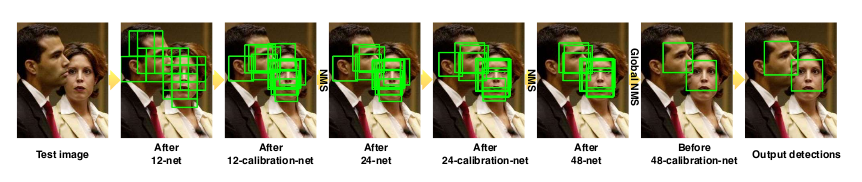 NMS
NMS
Global NMS
Test image
After
12-net
After
12-calibration-net
After
24-net
After
24-calibration-net
After
48-net
Before
48-calibration-net
Output detections